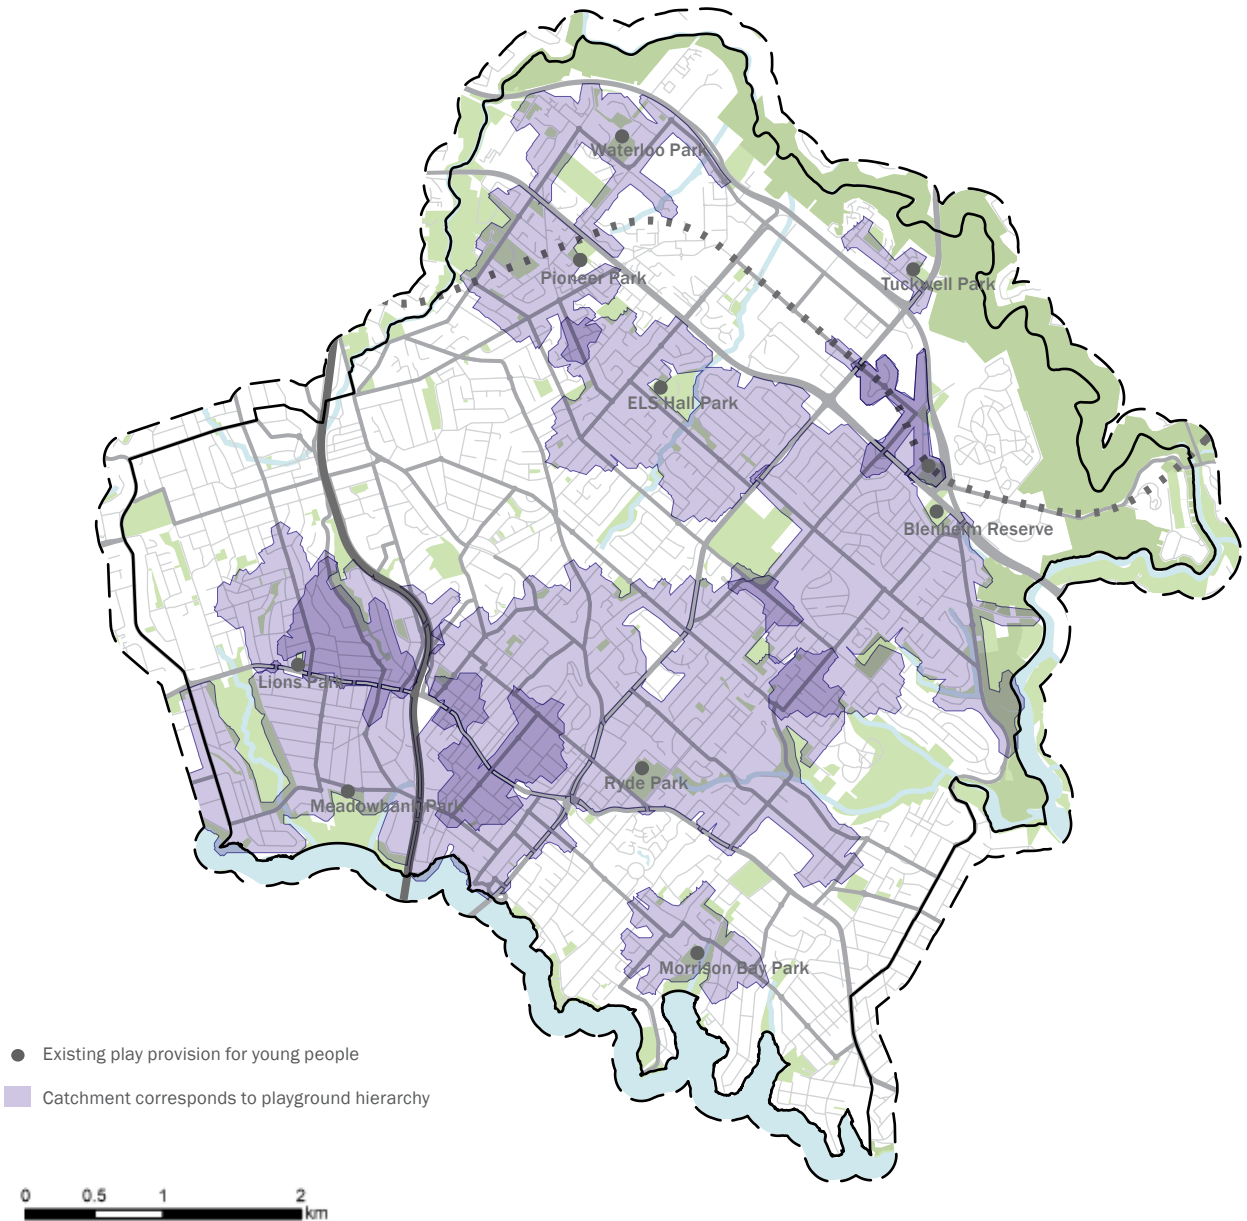 Waterloo Park
Pioneer Park
Tuckwell Park
ELS Hall Park
Blenheim Reserve
Lions Park
Ryde Park
Meadowbank Park
Morrison Bay Park
Existing play provision for young people
Catchment corresponds to playground hierarchy
0 0.5 1 2
km